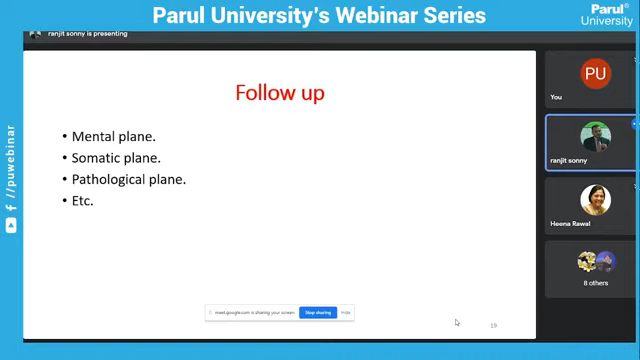 Parul University's Webinar Series
Parul®
University
ranjit sonny is presenting
Follow up
• Mental plane.
• Somatic plane.
• Pathological plane.
• Etc.
PU
You
ranjit sonny
Heena Rawal
8 others
meet.google.com is sharing your screen.
Stop sharing
Hide
19
//puwebinar